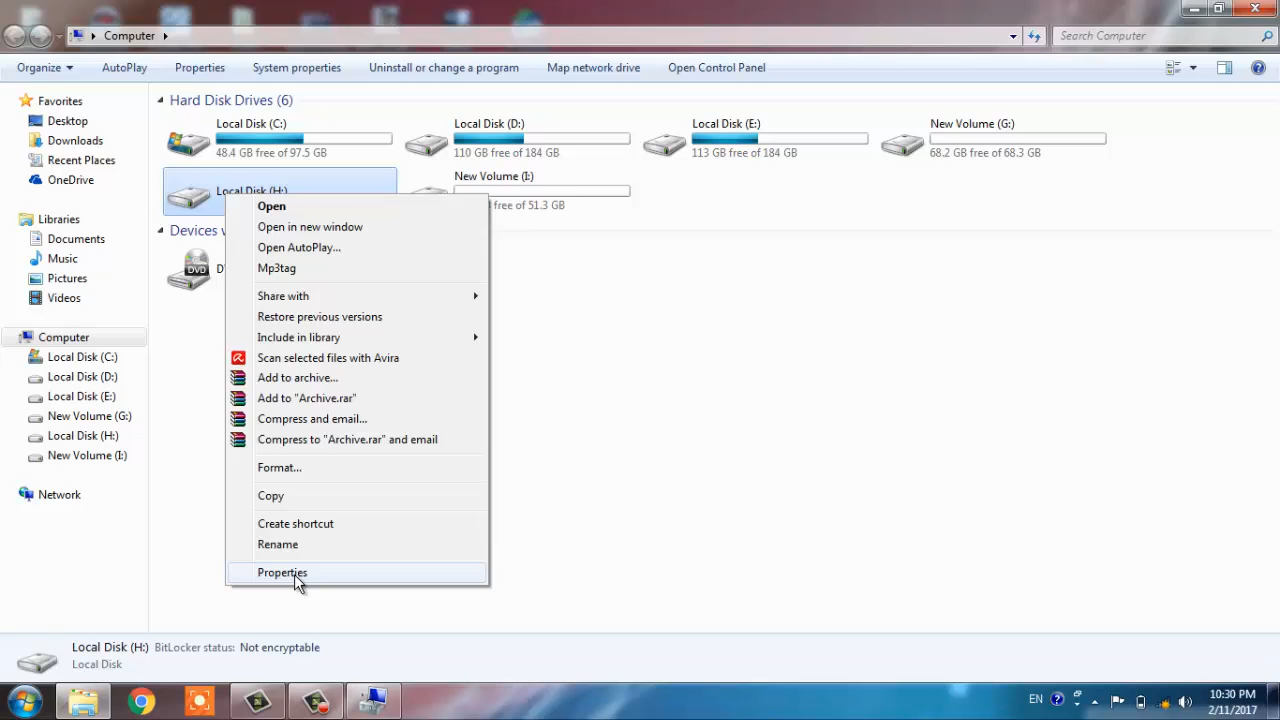 Computer
Search Computer
Organize
AutoPlay
Properties
System properties
Uninstall or change a program
Map network drive
Open Control Panel
Favorites
Desktop
Downloads
Recent Places
OneDrive
Libraries
Documents
Music
Pictures
Videos
Computer
Local Disk (C:)
Local Disk (D:)
Local Disk (E:)
New Volume (G:)
Local Disk (H:)
New Volume (I:)
Network
Hard Disk Drives (6)
Local Disk (C:)
48.4 GB free of 97.5 GB
Local Disk (D:)
110 GB free of 184 GB
Local Disk (E:)
113 GB free of 184 GB
New Volume (G:)
68.2 GB free of 68.3 GB
Local Disk (H:)
New Volume (I:)
free of 51.3 GB
Devices
DVD
Open
Open in new window
Open AutoPlay...
Mp3tag
Share with
Restore previous versions
Include in library
Scan selected files with Avira
Add to archive...
Add to "Archive.rar"
Compress and email...
Compress to "Archive.rar" and email
Format...
Copy
Create shortcut
Rename
Properties
Local Disk (H:) BitLocker status: Not encryptable
Local Disk
EN
10:30 PM
2/11/2017